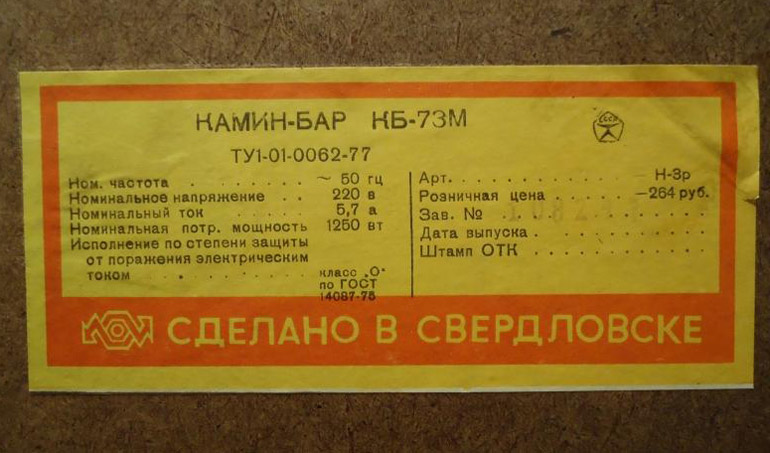 КАМИН-БАР КБ-73М
СССР
ТУ1-01-0062-77
Ном. частота . . . . . . . . . ~ 50 гц
Номинальное напряжение . . 220 в
Номинальный ток . . . . . . 5,7 а
Номинальная потр. мощность 1250 вт
Исполнение по степени защиты
от поражения электрическим
током . . . . . . . класс „О"
по ГОСТ
14087-75
Арт. . . . . . . . . . — Н-3р
Розничная цена . . . . —264 руб.
Зав. № . . . . . . . . . .
Дата выпуска . . . . . . . .
Штамп ОТК . . . . . . . . .
СДЕЛАНО В СВЕРДЛОВСКЕ